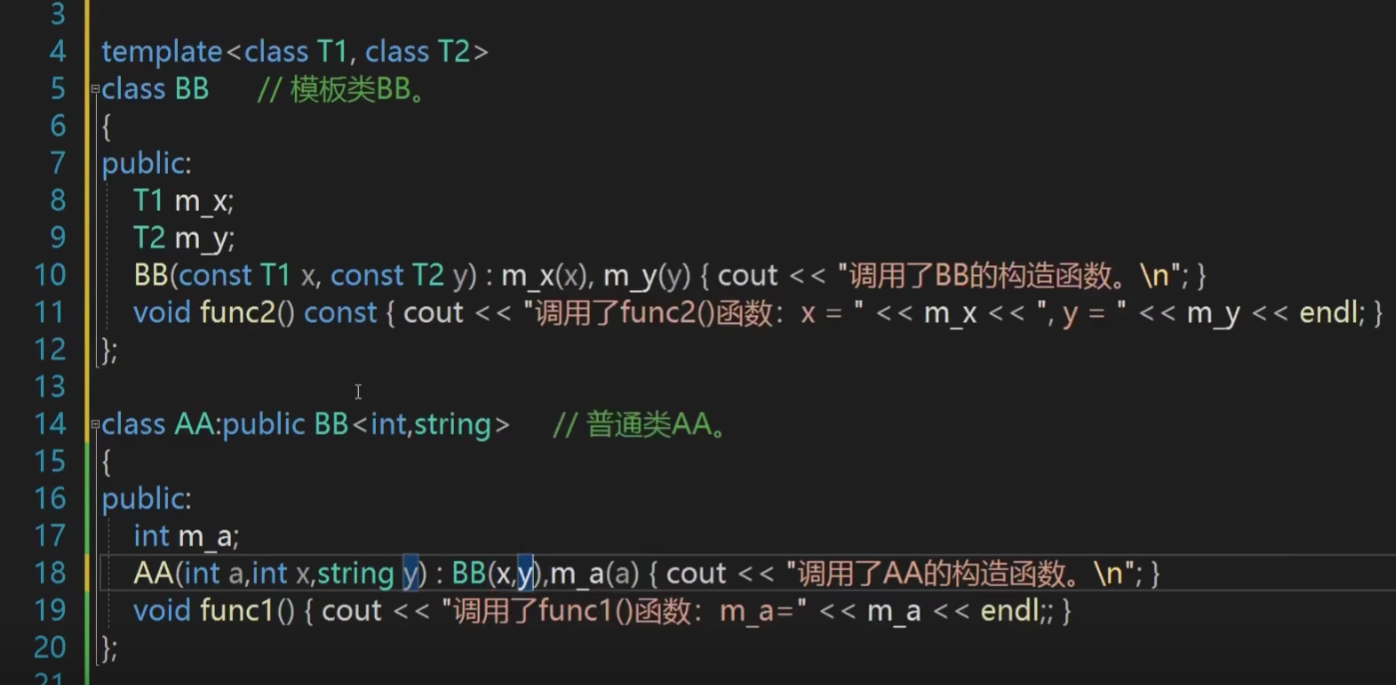 3
4 template<class T1, class T2>
5 class BB // 模板类BB。
6 {
7 public:
8 T1 m_x;
9 T2 m_y;
10 BB(const T1 x, const T2 y) : m_x(x), m_y(y) { cout << "调用了BB的构造函数。\n"; }
11 void func2() const { cout << "调用了func2()函数：x = " << m_x << ", y = " << m_y << endl; }
12 };
13
14 class AA:public BB<int,string> // 普通类AA。
15 {
16 public:
17 int m_a;
18 AA(int a,int x,string y) : BB(x,y),m_a(a) { cout << "调用了AA的构造函数。\n"; }
19 void func1() { cout << "调用了func1()函数：m_a=" << m_a << endl;; }
20 };
21